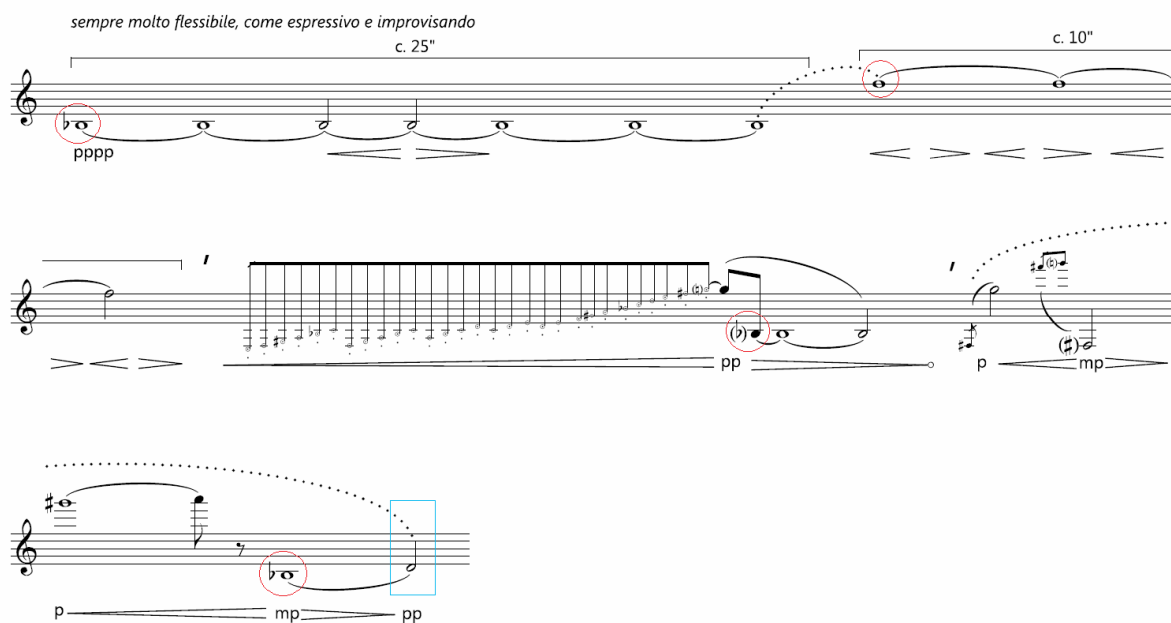 sempre molto flessibile, come espressivo e improvisando
c. 25" c. 10"
pppp
pp p mp
p mp pp